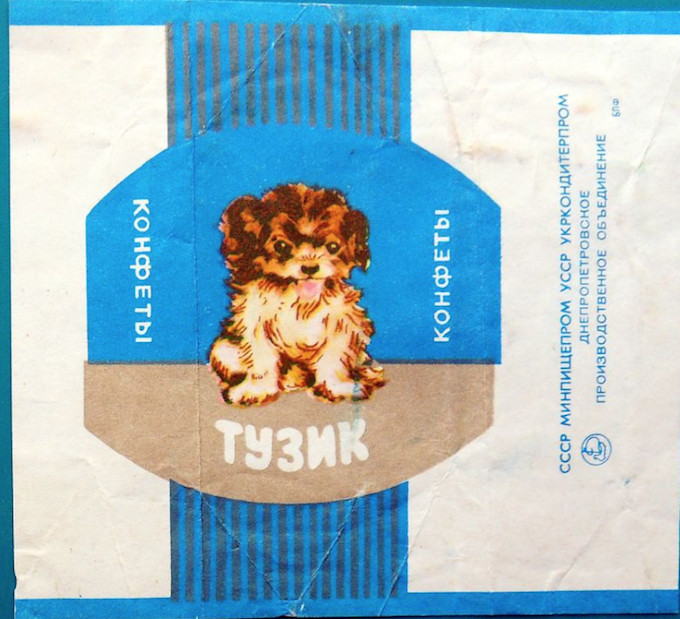 КОНФЕТЫ
КОНФЕТЫ
ТУЗИК
СССР МИНПИЩЕПРОМ УССР УКРКОНДИТЕРПРОМ
ДНЕПРОПЕТРОВСКОЕ
ПРОИЗВОДСТВЕННОЕ ОБЪЕДИНЕНИЕ
БПФ